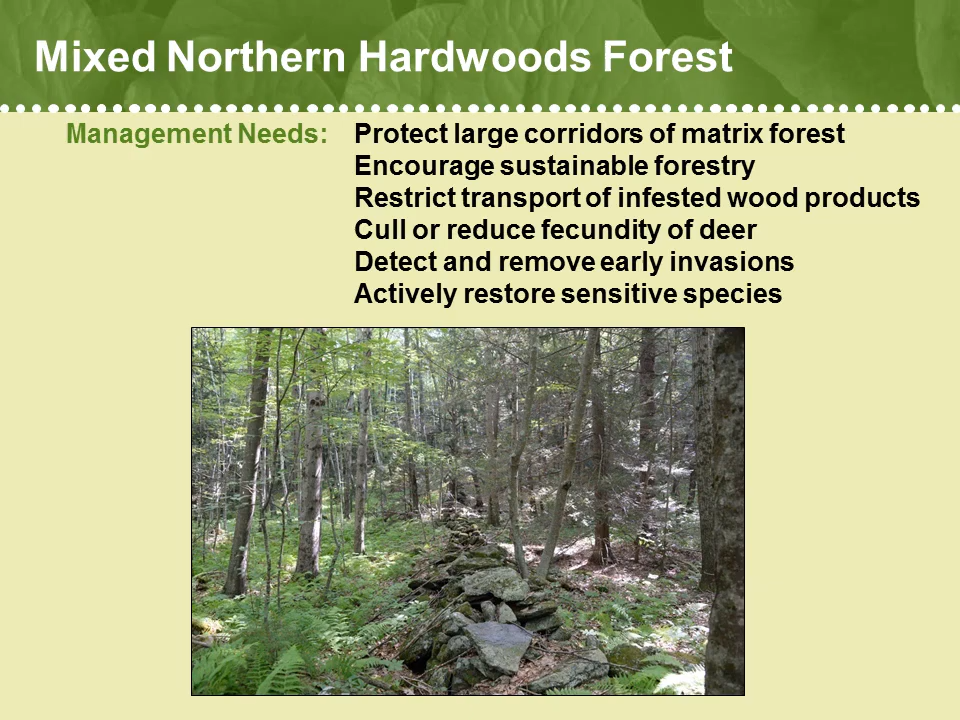 Mixed Northern Hardwoods Forest
Management Needs: Protect large corridors of matrix forest
Encourage sustainable forestry
Restrict transport of infested wood products
Cull or reduce fecundity of deer
Detect and remove early invasions
Actively restore sensitive species